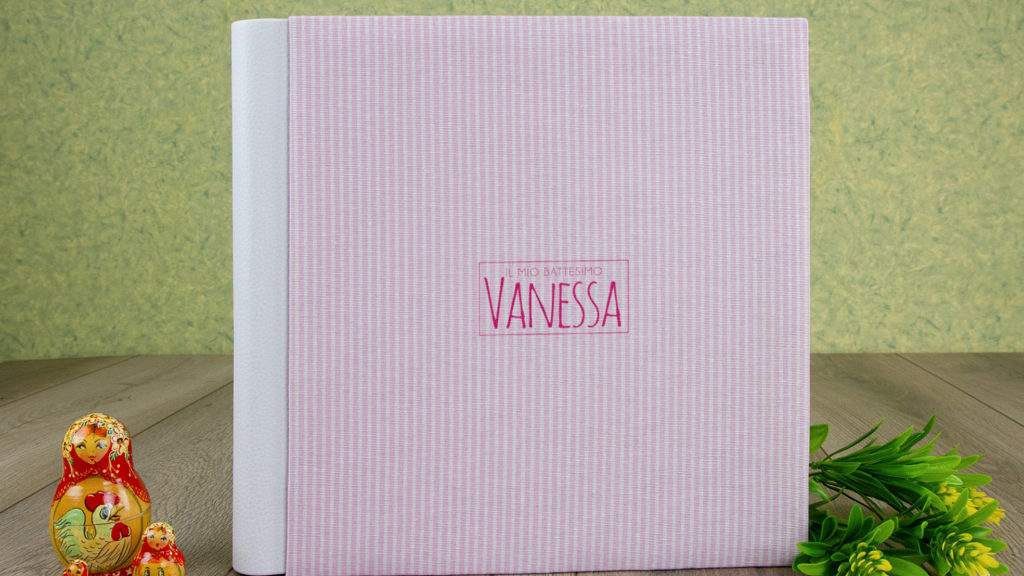 IL MIO BATTESIMO
VANESSA